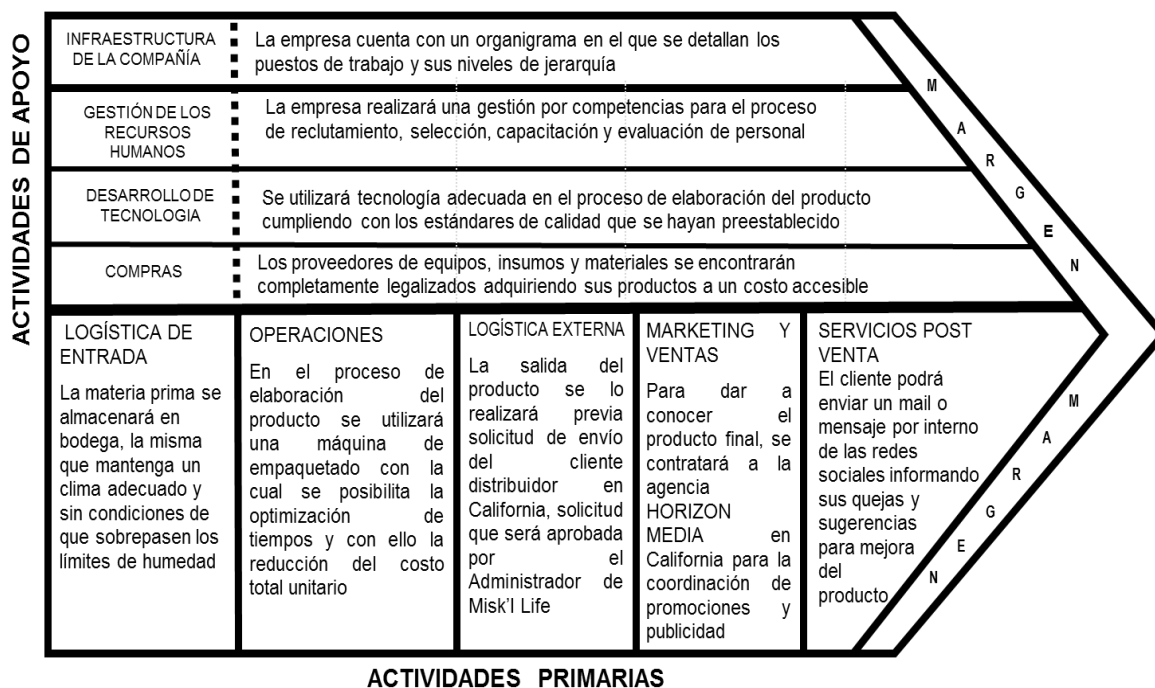 ACTIVIDADES DE APOYO
INFRAESTRUCTURA
DE LA COMPAÑÍA
La empresa cuenta con un organigrama en el que se detallan los
puestos de trabajo y sus niveles de jerarquía
GESTIÓN DE LOS
RECURSOS
HUMANOS
La empresa realizará una gestión por competencias para el proceso
de reclutamiento, selección, capacitación y evaluación de personal
DESARROLLO DE
TECNOLOGIA
Se utilizará tecnología adecuada en el proceso de elaboración del producto
cumpliendo con los estándares de calidad que se hayan preestablecido
COMPRAS
Los proveedores de equipos, insumos y materiales se encontrarán
completamente legalizados adquiriendo sus productos a un costo accesible
MARGEN
LOGÍSTICA DE
ENTRADA
La materia prima se
almacenará en
bodega, la misma
que mantenga un
clima adecuado y
sin condiciones de
que sobrepasen los
límites de humedad
OPERACIONES
En el proceso de
elaboración del
producto se utilizará
una máquina de
empaquetado con la
cual se posibilita la
optimización de
tiempos y con ello la
reducción del costo
total unitario
LOGÍSTICA EXTERNA
La salida del
producto se lo
realizará previa
solicitud de envío
del cliente
distribuidor en
California, solicitud
que será aprobada
por el
Administrador de
Misk'I Life
MARKETING Y
VENTAS
Para dar a
conocer el
producto final, se
contratará a la
agencia
HORIZON
MEDIA en
California para la
coordinación de
promociones y
publicidad
SERVICIOS POST
VENTA
El cliente podrá
enviar un mail o
mensaje por interno
de las redes
sociales informando
sus quejas y
sugerencias
para mejora
del
producto
MARGEN
ACTIVIDADES PRIMARIAS